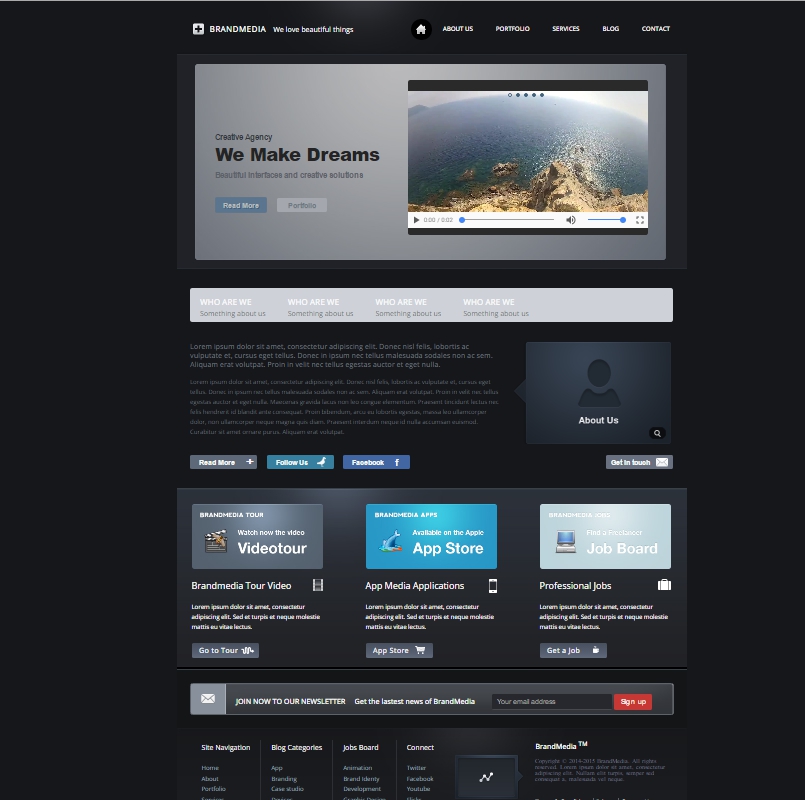 BRANDMEDIA We love beautiful things
ABOUT US PORTFOLIO SERVICES BLOG CONTACT
Creative Agency
We Make Dreams
Beautiful interfaces and creative solutions
Read More Portfolio
0:00 / 0:02
WHO ARE WE WHO ARE WE WHO ARE WE WHO ARE WE
Something about us Something about us Something about us Something about us
Lorem ipsum dolor sit amet, consectetur adipiscing elit. Donec nisl felis, lobortis ac
vulputate et, cursus eget tellus. Donec in ipsum nec tellus malesuada sodales non ac sem.
Aliquam erat volutpat. Proin in velit nec tellus egestas auctor et eget nulla.
Lorem ipsum dolor sit amet, consectetur adipiscing elit. Donec nisl felis, lobortis ac vulputate et, cursus eget
tellus. Donec in ipsum nec tellus malesuada sodales non ac sem. Aliquam erat volutpat. Proin in velit nec tellus
egestas auctor et eget nulla. Maecenas gravida lacus non leo congue elementum. Praesent tincidunt lectus nec
felis hendrerit id blandit ante consequat. Proin bibendum, arcu eu lobortis egestas, massa leo ullamcorper
dolor, ullamcorper neque magna quis diam. Praesent interdum neque id nulla accumsan euismod.
Curabitur sit amet ornare purus. Aliquam erat volutpat.
About Us
Read More Follow Us Facebook Get in touch
BRANDMEDIA TOUR
Watch now the video
Videotour
BRANDMEDIA APPS
Available on the Apple
App Store
BRANDMEDIA JOBS
Find a Freelancer
Job Board
Brandmedia Tour Video
Lorem ipsum dolor sit amet, consectetur
adipiscing elit. Sed et turpis et neque molestie
mattis eu vitae lectus.
Go to Tour
App Media Applications
Lorem ipsum dolor sit amet, consectetur
adipiscing elit. Sed et turpis et neque molestie
mattis eu vitae lectus.
App Store
Professional Jobs
Lorem ipsum dolor sit amet, consectetur
adipiscing elit. Sed et turpis et neque molestie
mattis eu vitae lectus.
Get a Job
JOIN NOW TO OUR NEWSLETTER Get the lastest news of BrandMedia
Your email address
Sign up
Site Navigation
Home
About
Portfolio
Blog Categories
App
Branding
Case studio
Jobs Board
Animation
Brand Identy
Development
Connect
Twitter
Facebook
Youtube
BrandMedia TM
Copyright © 2014-2015 BrandMedia. All rights
reserved. Lorem ipsum dolor sit amet, consectetur
adipiscing elit. Nullam elit turpis, semper sed
consequat a, malesuada nec neque.